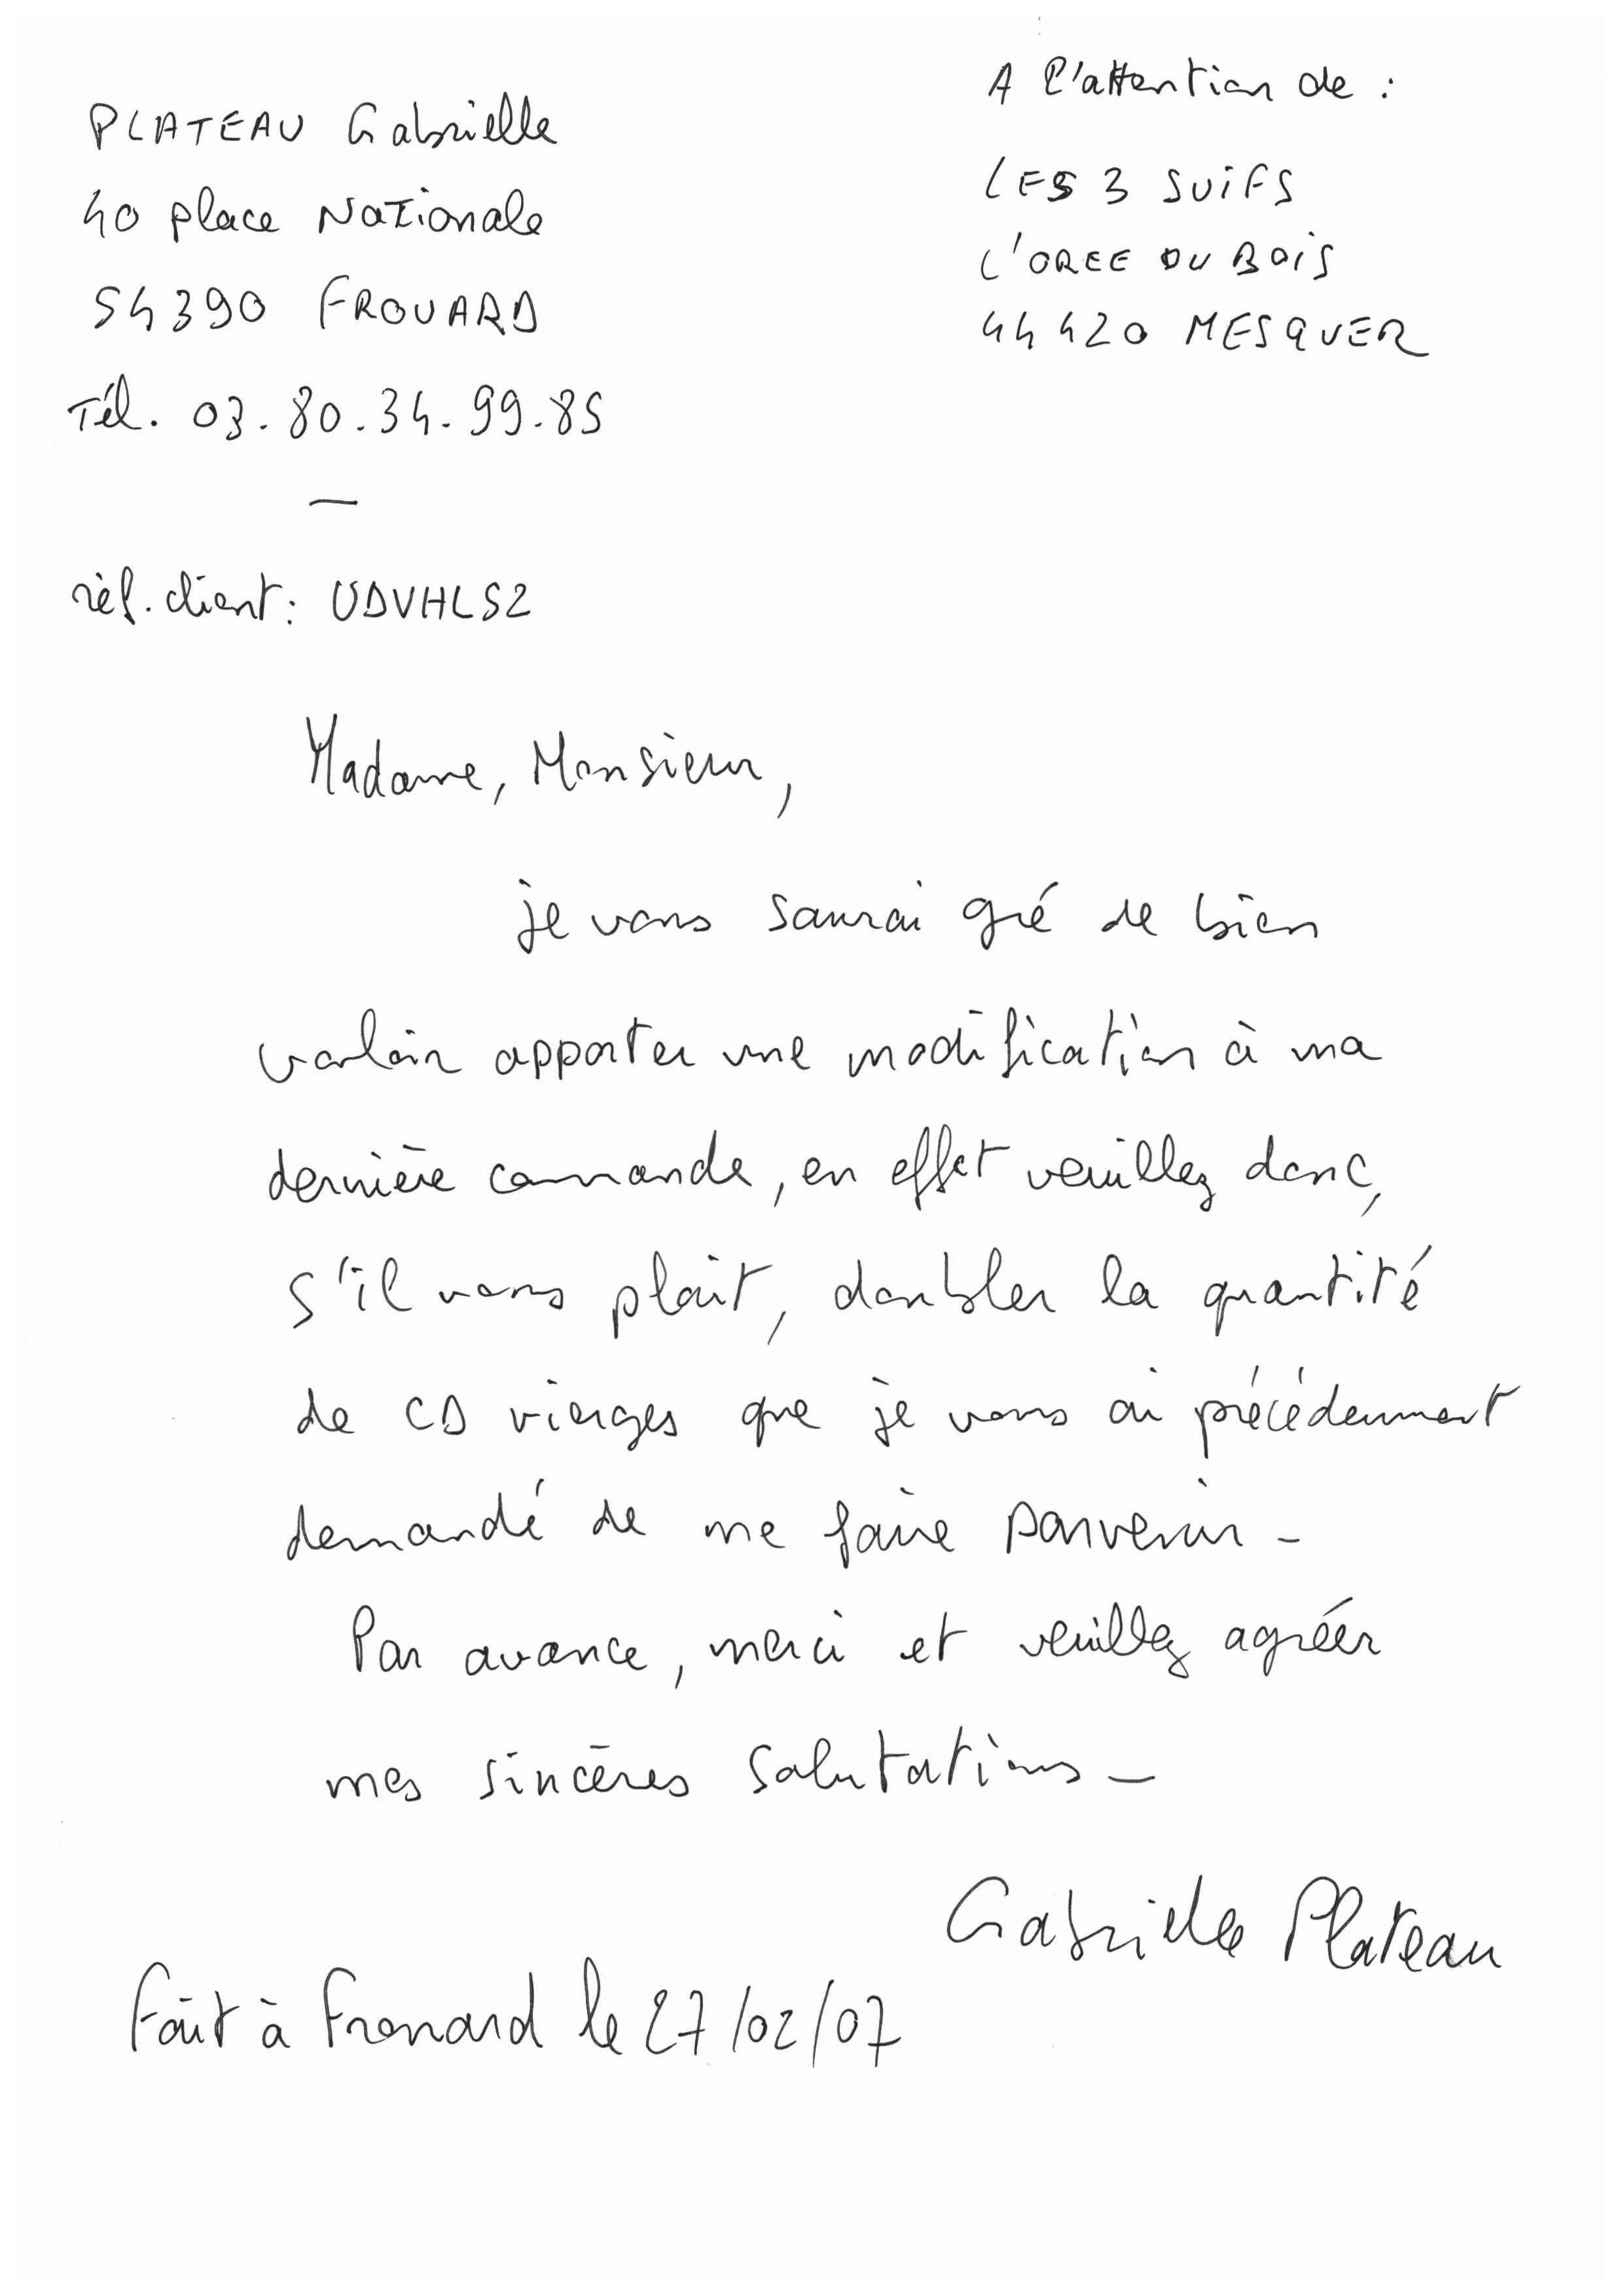 PLATEAU Gabrielle
40 place Nationale
54390 FROUARD
Tél. 03.80.34.99.85
—
réf. client : UDVHLS2
A l'attention de :
LES 3 SUiFS
L'OREE DU BOiS
44420 MESQUER
Madame, Monsieur,
je vous saurai gré de bien
vouloir apporter une modification à ma
dernière commande, en effet veuillez donc,
s'il vous plaît, doubler la quantité
de CD vierges que je vous ai précédemment
demandé de me faire parvenir -
Par avance, merci et veuillez agréer
mes sincères salutations -
Gabrielle Plateau
Fait à Frouard le 27/02/07